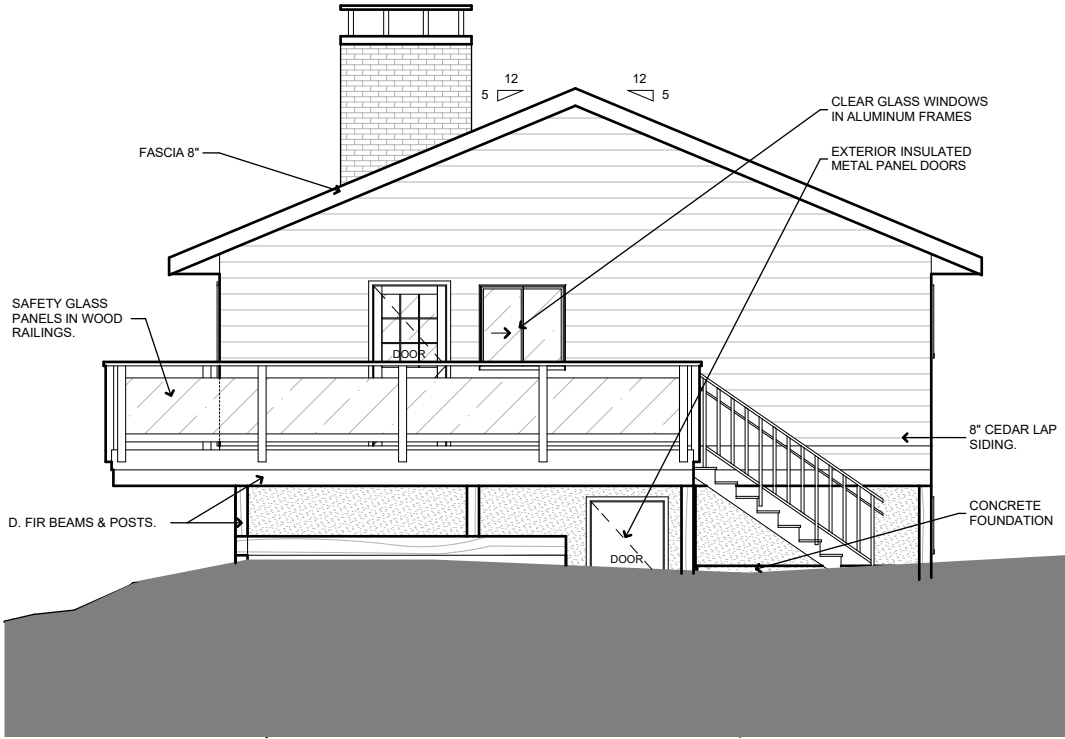 12
5
12
5
CLEAR GLASS WINDOWS
IN ALUMINUM FRAMES
FASCIA 8"
EXTERIOR INSULATED
METAL PANEL DOORS
SAFETY GLASS
PANELS IN WOOD
RAILINGS.
DOOR
8" CEDAR LAP
SIDING.
D. FIR BEAMS & POSTS.
CONCRETE
FOUNDATION
DOOR